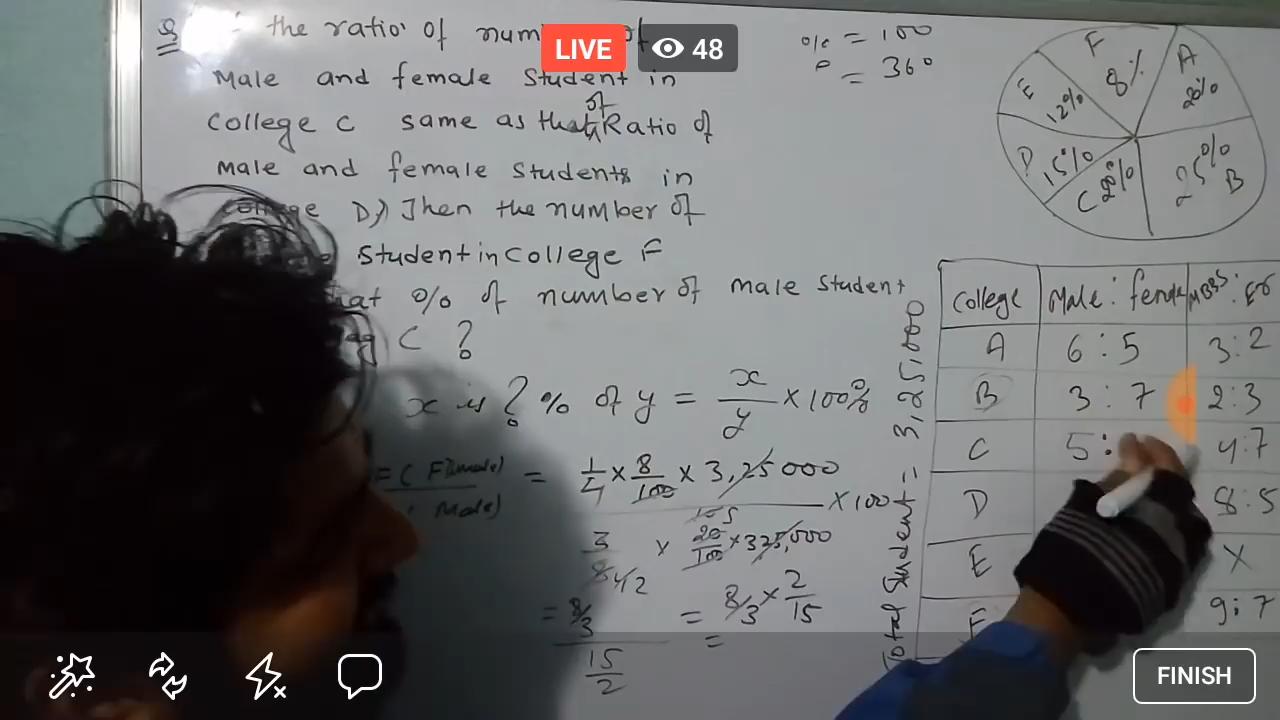 LIVE 48
Q the ratio of num of
Male and female Student in
College C same as that of Ratio of
Male and female Students in
College D,) Then the number of
Student in College F
hat % of number of male Student
C ?
x is ? % of y = x/y × 100%
= 1/4 × 8/100 × 3,25000
× 100
3 × 20/100 × 325,000
= 8/3
15/2
= 8/3 × 2/15
=
% = 100
° = 360
F 8%
A 20%
E 12%
D 15%
C 20%
25% B
Total Student = 3,25,000
College Male : female MBBS :
A 6 : 5 3 : 2
B 3 : 7 2 : 3
C 5 : 4 : 7
D 8 : 5
E X
F 9 : 7
FINISH